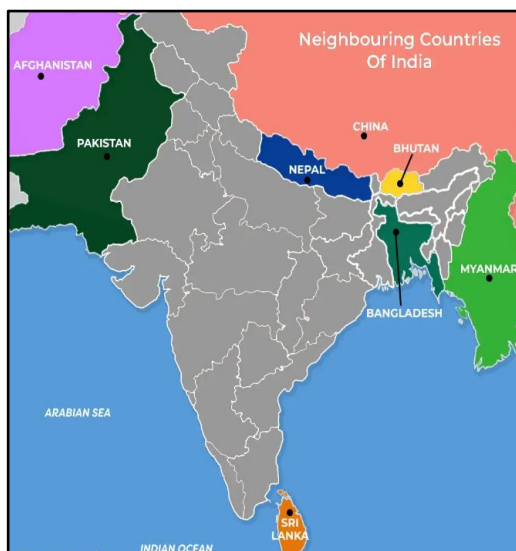 Neighbouring Countries
Of India
AFGHANISTAN
CHINA
PAKISTAN
BHUTAN
NEPAL
MYANMAR
BANGLADESH
ARABIAN SEA
SRI
LANKA
INDIAN OCEAN